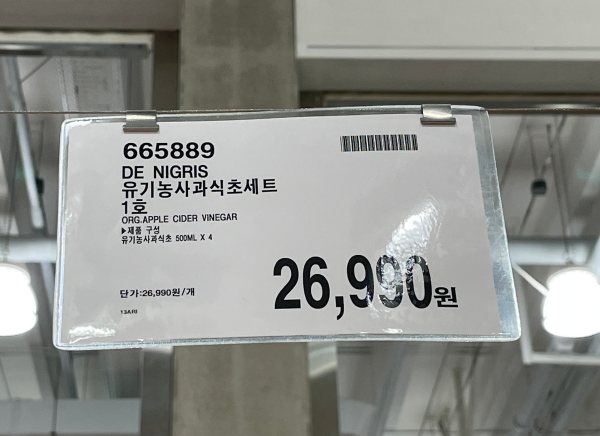 665889
DE NIGRIS
유기농사과식초세트
1호
ORG.APPLE CIDER VINEGAR
▶제품 구성
유기농사과식초 500ML X 4
26,990원
단가:26,990원/개
13ARI